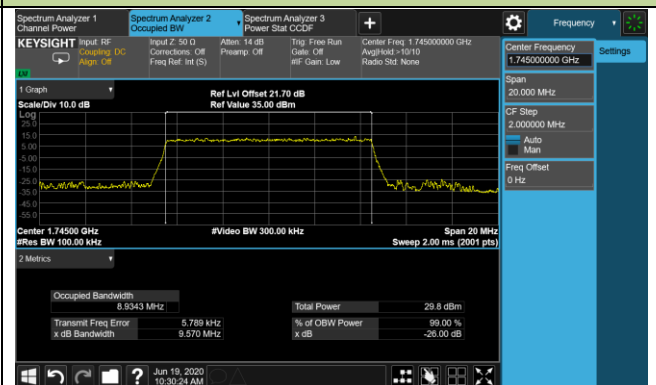 Spectrum Analyzer 1
Channel Power
Spectrum Analyzer 2
Occupied BW
Spectrum Analyzer 3
Power Stat CCDF
+
Frequency
KEYSIGHT
Input: RF
Coupling: DC
Align: Off
Input Z: 50 Ω
Corrections: Off
Freq Ref: Int (S)
Atten: 14 dB
Preamp: Off
Trig: Free Run
Gate: Off
#IF Gain: Low
Center Freq: 1.745000000 GHz
Avg|Hold:>10/10
Radio Std: None
LXI
Center Frequency
1.745000000 GHz
Settings
Span
20.000 MHz
CF Step
2.000000 MHz
Auto
Man
Freq Offset
0 Hz
1 Graph
Scale/Div 10.0 dB
Ref Lvl Offset 21.70 dB
Ref Value 35.00 dBm
Log
25.0
15.0
5.00
-5.00
-15.0
-25.0
-35.0
-45.0
-55.0
Center 1.74500 GHz
#Video BW 300.00 kHz
Span 20 MHz
#Res BW 100.00 kHz
Sweep 2.00 ms (2001 pts)
2 Metrics
Occupied Bandwidth
8.9343 MHz
Total Power
29.8 dBm
Transmit Freq Error
5.789 kHz
% of OBW Power
99.00 %
x dB Bandwidth
9.570 MHz
x dB
-26.00 dB
?
Jun 19, 2020
10:30:24 AM